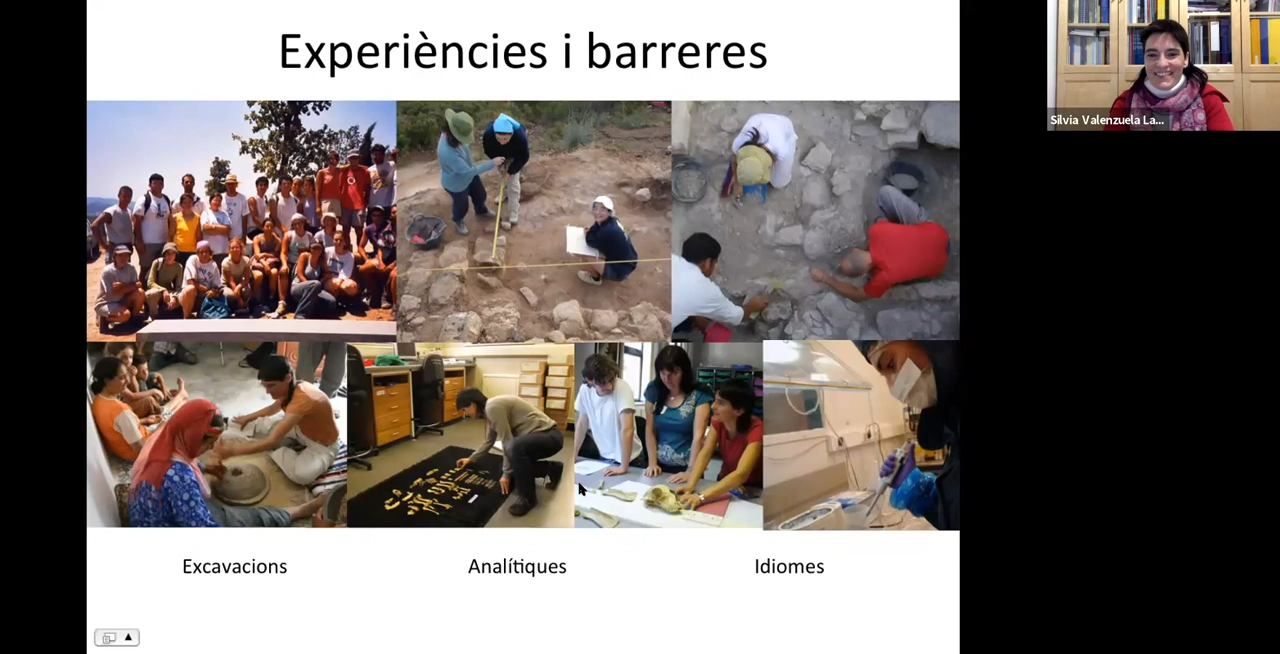 Experiències i barreres
Silvia Valenzuela La...
Excavacions
Analítiques
Idiomes